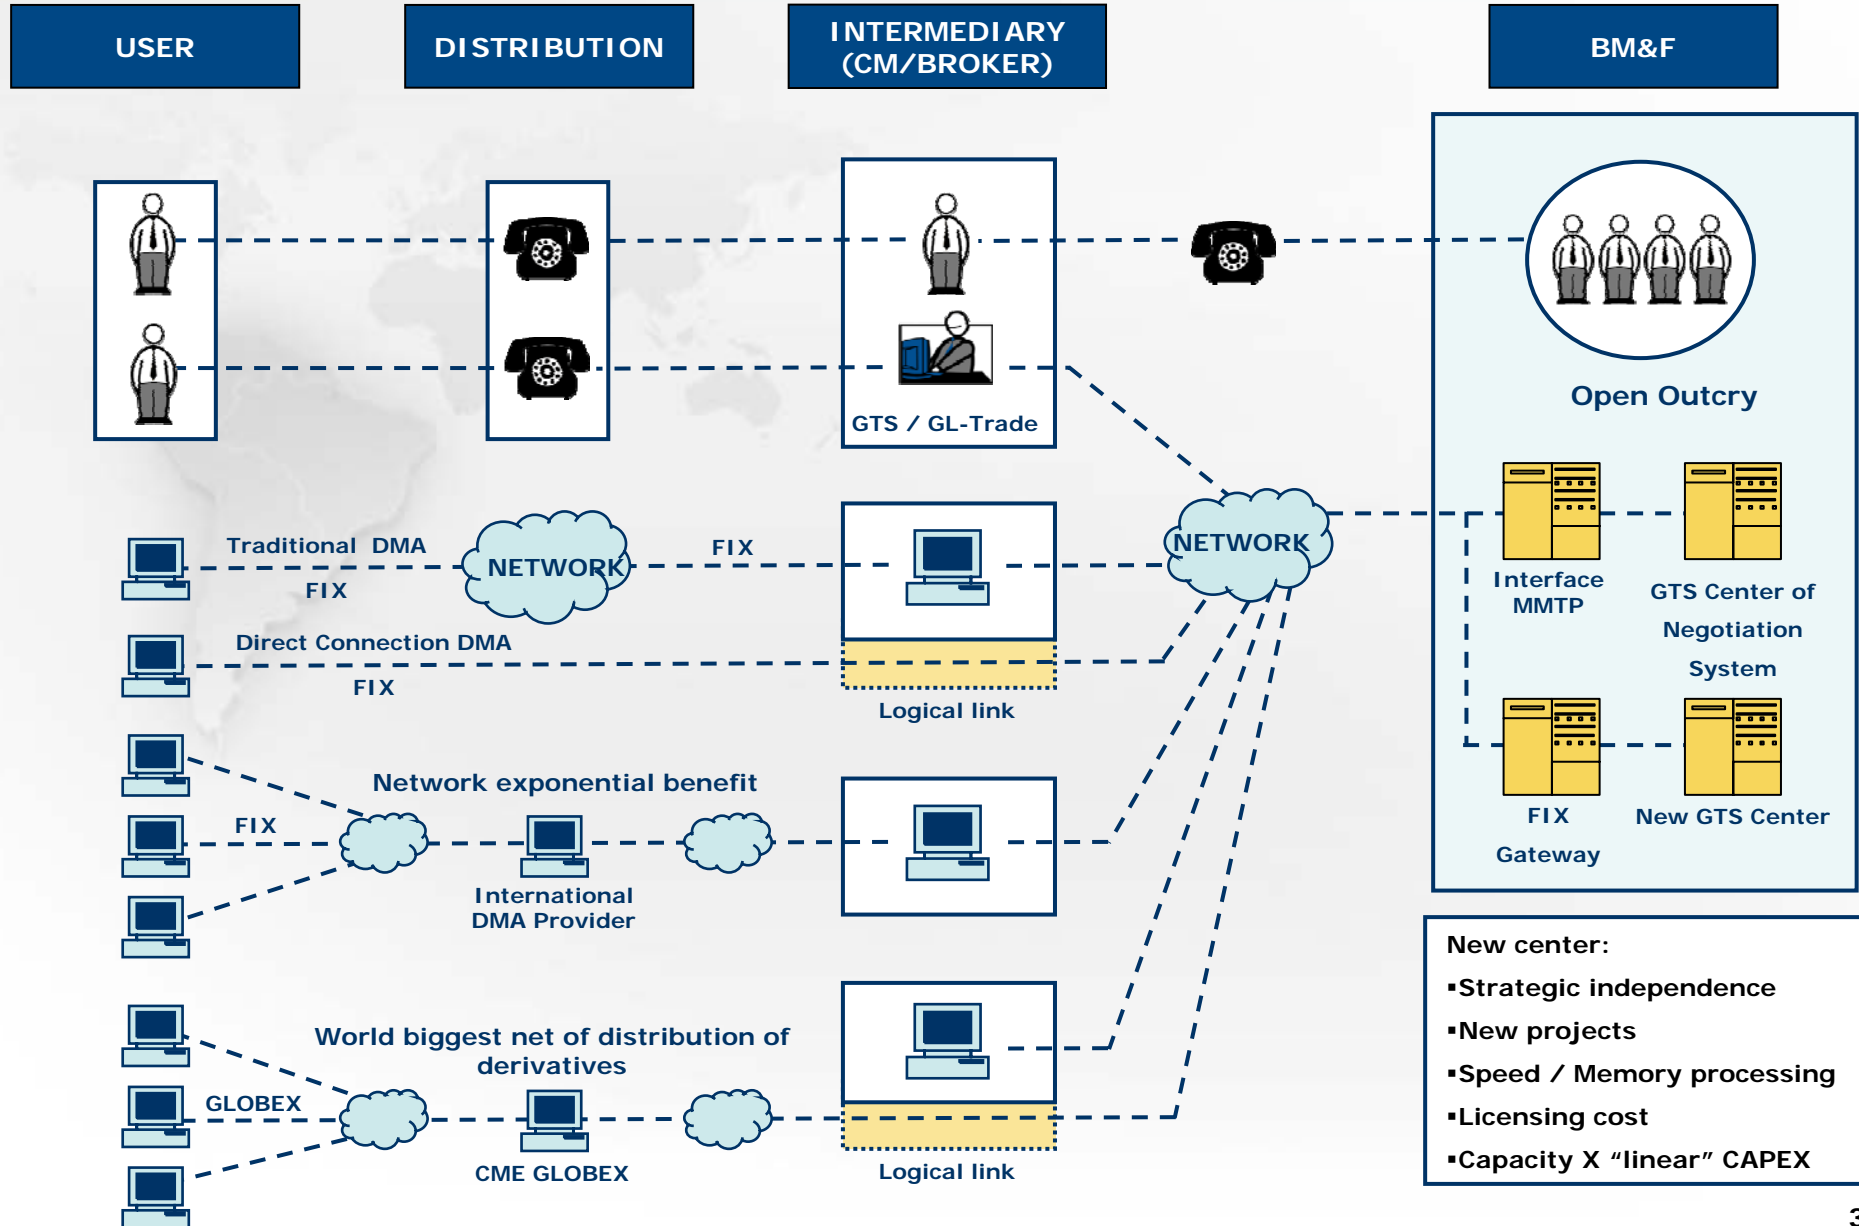 USER
DISTRIBUTION
INTERMEDIARY
(CM/BROKER)
BM&F
GTS / GL-Trade
Open Outcry
Traditional DMA
FIX
NETWORK
FIX
NETWORK
Interface
MMTP
GTS Center of
Negotiation
System
Direct Connection DMA
FIX
Logical link
Network exponential benefit
FIX
International
DMA Provider
FIX
Gateway
New GTS Center
World biggest net of distribution of
derivatives
GLOBEX
CME GLOBEX
Logical link
New center:
▪Strategic independence
▪New projects
▪Speed / Memory processing
▪Licensing cost
▪Capacity X “linear” CAPEX